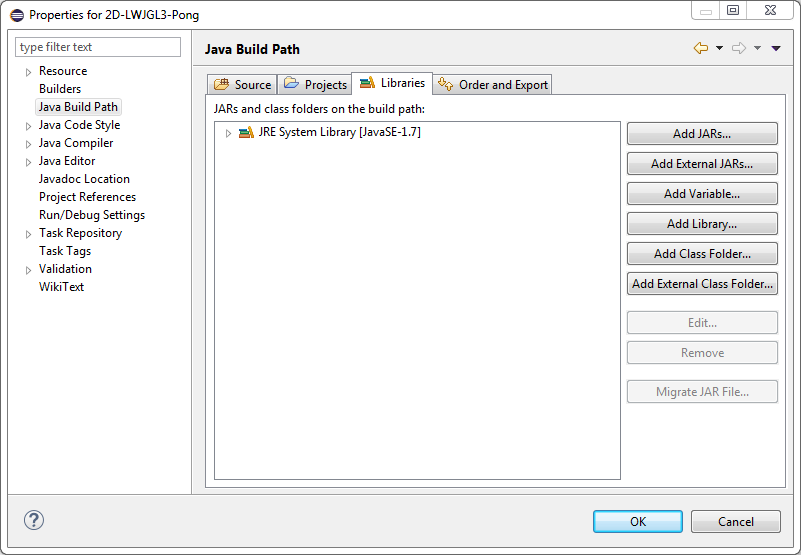 Properties for 2D-LWJGL3-Pong
type filter text
Resource
Builders
Java Build Path
Java Code Style
Java Compiler
Java Editor
Javadoc Location
Project References
Run/Debug Settings
Task Repository
Task Tags
Validation
WikiText
Java Build Path
Source Projects Libraries Order and Export
JARs and class folders on the build path:
JRE System Library [JavaSE-1.7]
Add JARs...
Add External JARs...
Add Variable...
Add Library...
Add Class Folder...
Add External Class Folder...
Edit...
Remove
Migrate JAR File...
?
OK Cancel